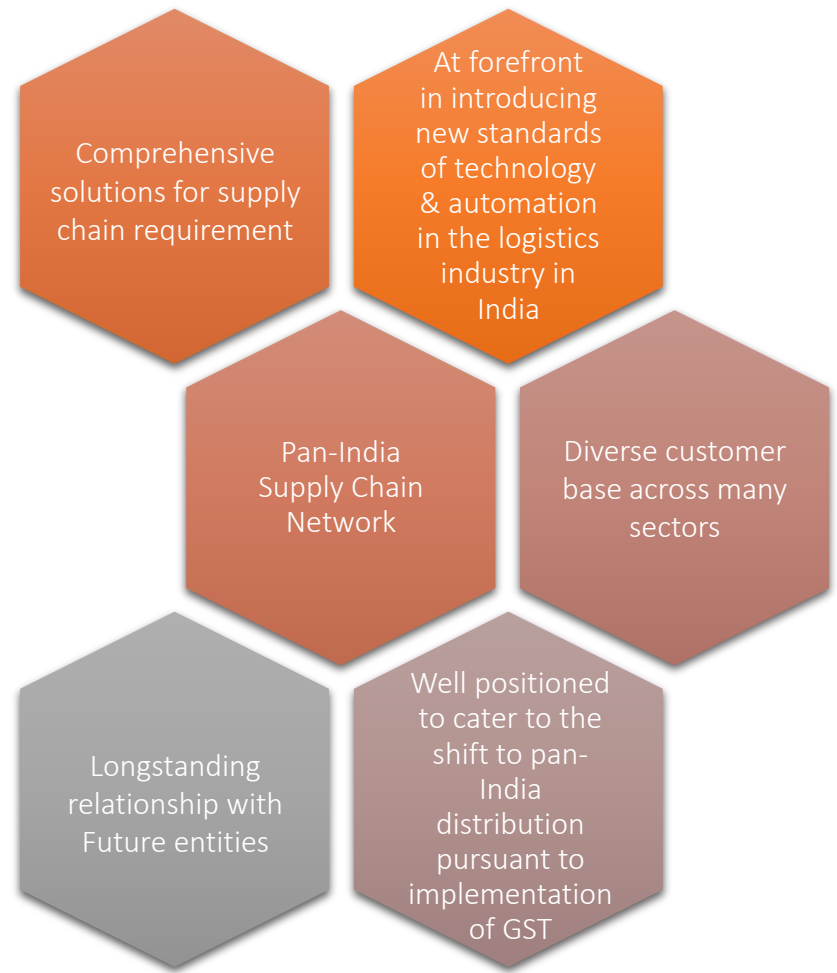 Comprehensive
solutions for supply
chain requirement
At forefront
in introducing
new standards
of technology
& automation
in the logistics
industry in
India
Pan-India
Supply Chain
Network
Diverse customer
base across many
sectors
Longstanding
relationship with
Future entities
Well positioned
to cater to the
shift to pan-
India
distribution
pursuant to
implementation
of GST